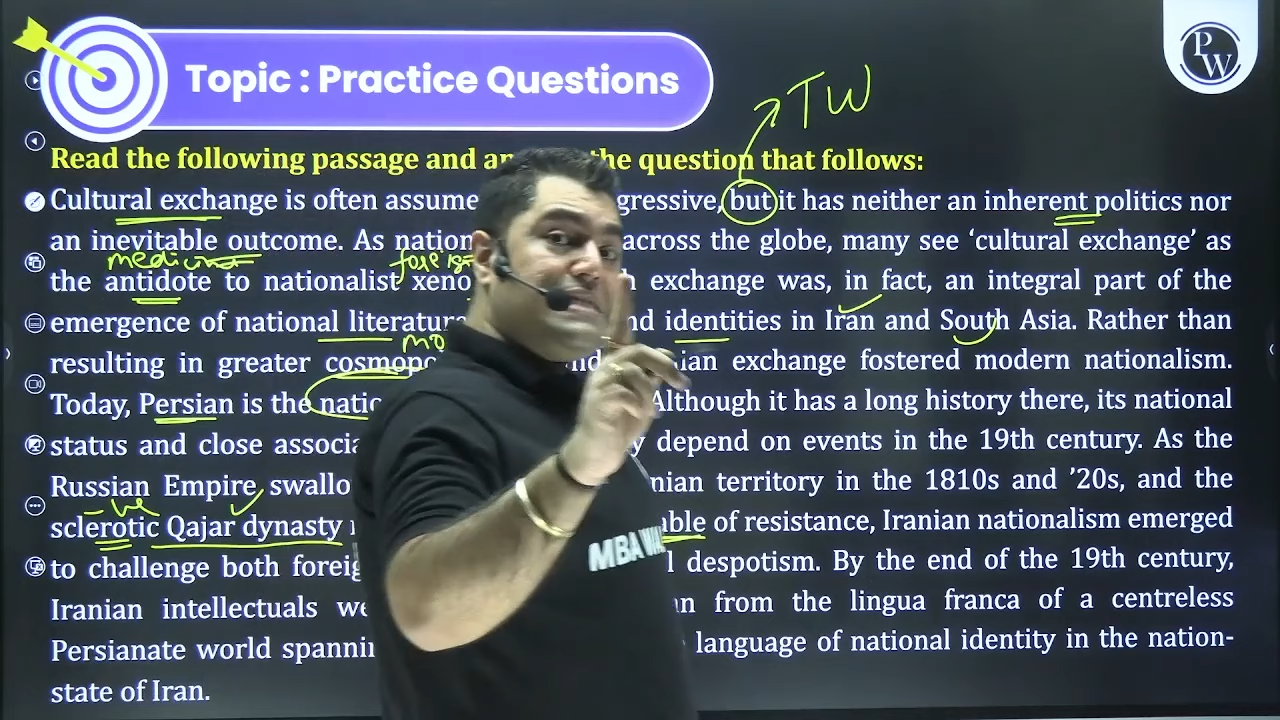 Topic : Practice Questions
PW
TW
Read the following passage and an the question that follows:
Cultural exchange is often assume gressive, but it has neither an inherent politics nor
an inevitable outcome. As nation across the globe, many see ‘cultural exchange’ as
medium
the antidote to nationalist xeno exchange was, in fact, an integral part of the
emergence of national literatur nd identities in Iran and South Asia. Rather than
mo
resulting in greater cosmopo ian exchange fostered modern nationalism.
Today, Persian is the natio Although it has a long history there, its national
status and close associa y depend on events in the 19th century. As the
Russian Empire swallo nian territory in the 1810s and ’20s, and the
-ve
sclerotic Qajar dynasty able of resistance, Iranian nationalism emerged
to challenge both foreig l despotism. By the end of the 19th century,
MBA WA
Iranian intellectuals we an from the lingua franca of a centreless
Persianate world spannin language of national identity in the nation-
state of Iran.